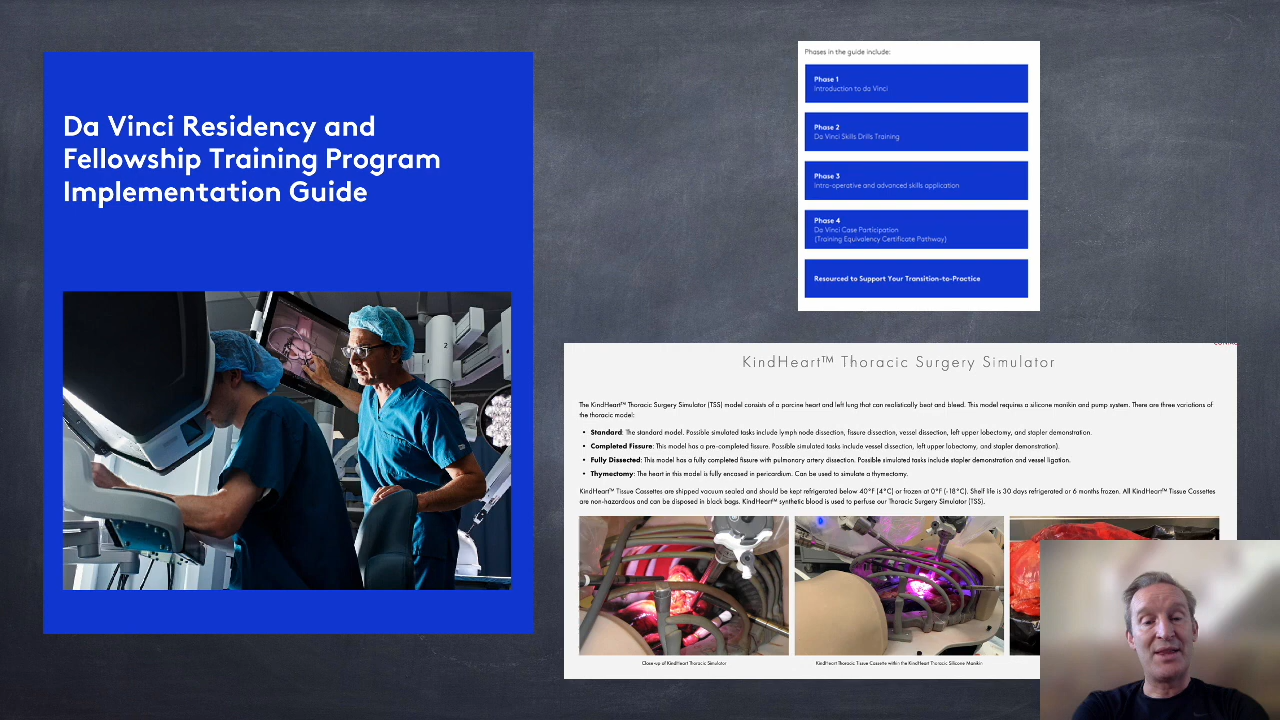 Da Vinci Residency and
Fellowship Training Program
Implementation Guide
2
Phases in the guide include:
Phase 1
Introduction to da Vinci
Phase 2
Da Vinci Skills Drills Training
Phase 3
Intra-operative and advanced skills application
Phase 4
Da Vinci Case Participation
(Training Equivalency Certificate Pathway)
Resourced to Support Your Transition-to-Practice
KindHeart™ Thoracic Surgery Simulator
The KindHeart™ Thoracic Surgery Simulator (TSS) model consists of a porcine heart and left lung that can realistically beat and bleed. This model requires a silicone manikin and pump system. There are three variations of
the thoracic model:
• Standard: The standard model. Possible simulated tasks include lymph node dissection, fissure dissection, vessel dissection, left upper lobectomy, and stapler demonstration.
• Completed Fissure: This model has a pre-completed fissure. Possible simulated tasks include vessel dissection, left upper lobectomy, and stapler demonstration).
• Fully Dissected: This model has a fully completed fissure with pulmonary artery dissection. Possible simulated tasks include stapler demonstration and vessel ligation.
• Thymectomy: The heart in this model is fully encased in pericardium. Can be used to simulate a thymectomy.
KindHeart™ Tissue Cassettes are shipped vacuum sealed and should be kept refrigerated below 40°F (4°C) or frozen at 0°F (-18°C). Shelf life is 30 days refrigerated or 6 months frozen. All KindHeart™ Tissue Cassettes
are non-hazardous and can be disposed in black bags. KindHeart™ synthetic blood is used to perfuse our Thoracic Surgery Simulator (TSS).
Close-up of KindHeart Thoracic Simulator
KindHeart Thoracic Tissue Cassette within the KindHeart Thoracic Silicone Manikin